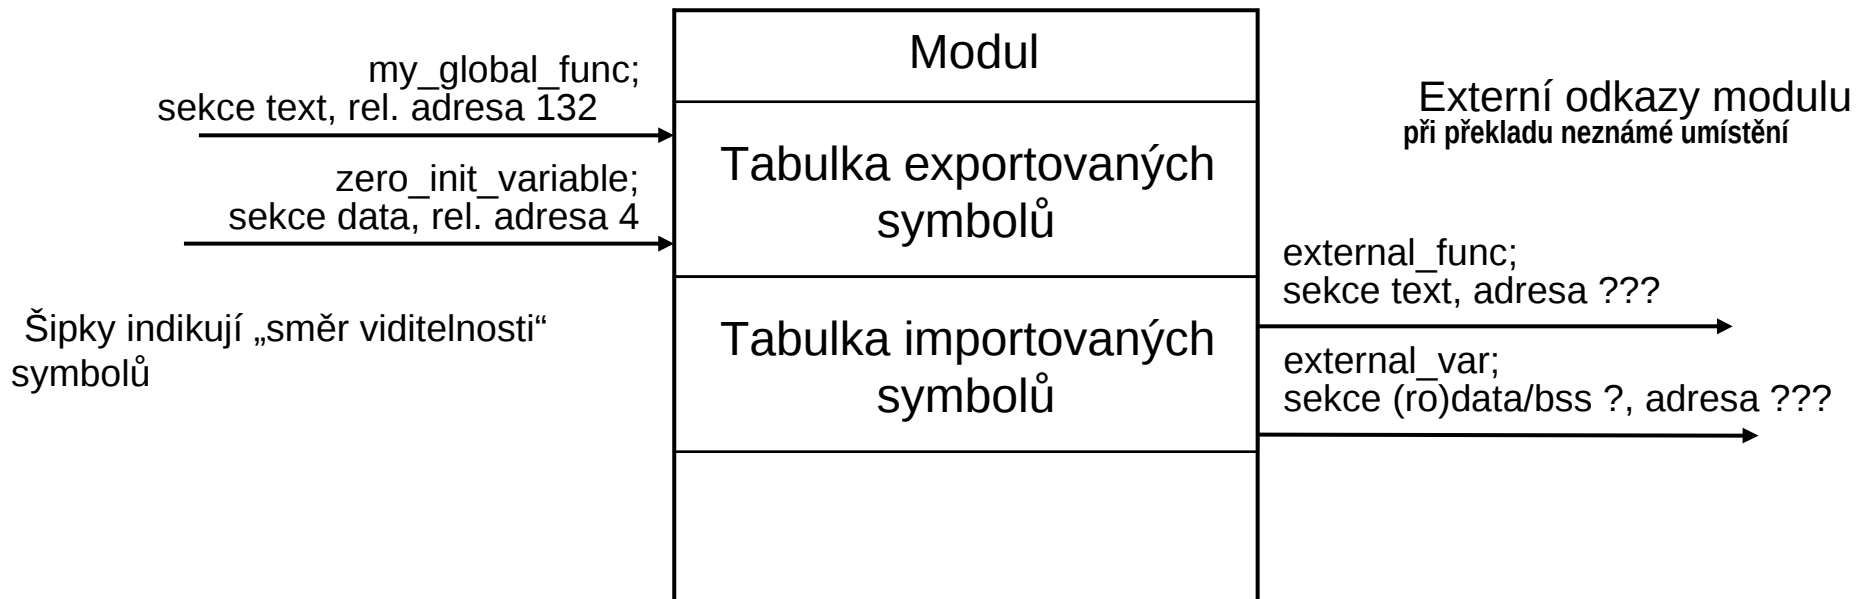 Modul
my_global_func;
sekce text, rel. adresa 132
zero_init_variable;
sekce data, rel. adresa 4
Šipky indikují „směr viditelnosti“
symbolů
Tabulka exportovaných
symbolů
Tabulka importovaných
symbolů
Externí odkazy modulu
při překladu neznámé umístění
external_func;
sekce text, adresa ???
external_var;
sekce (ro)data/bss ?, adresa ???